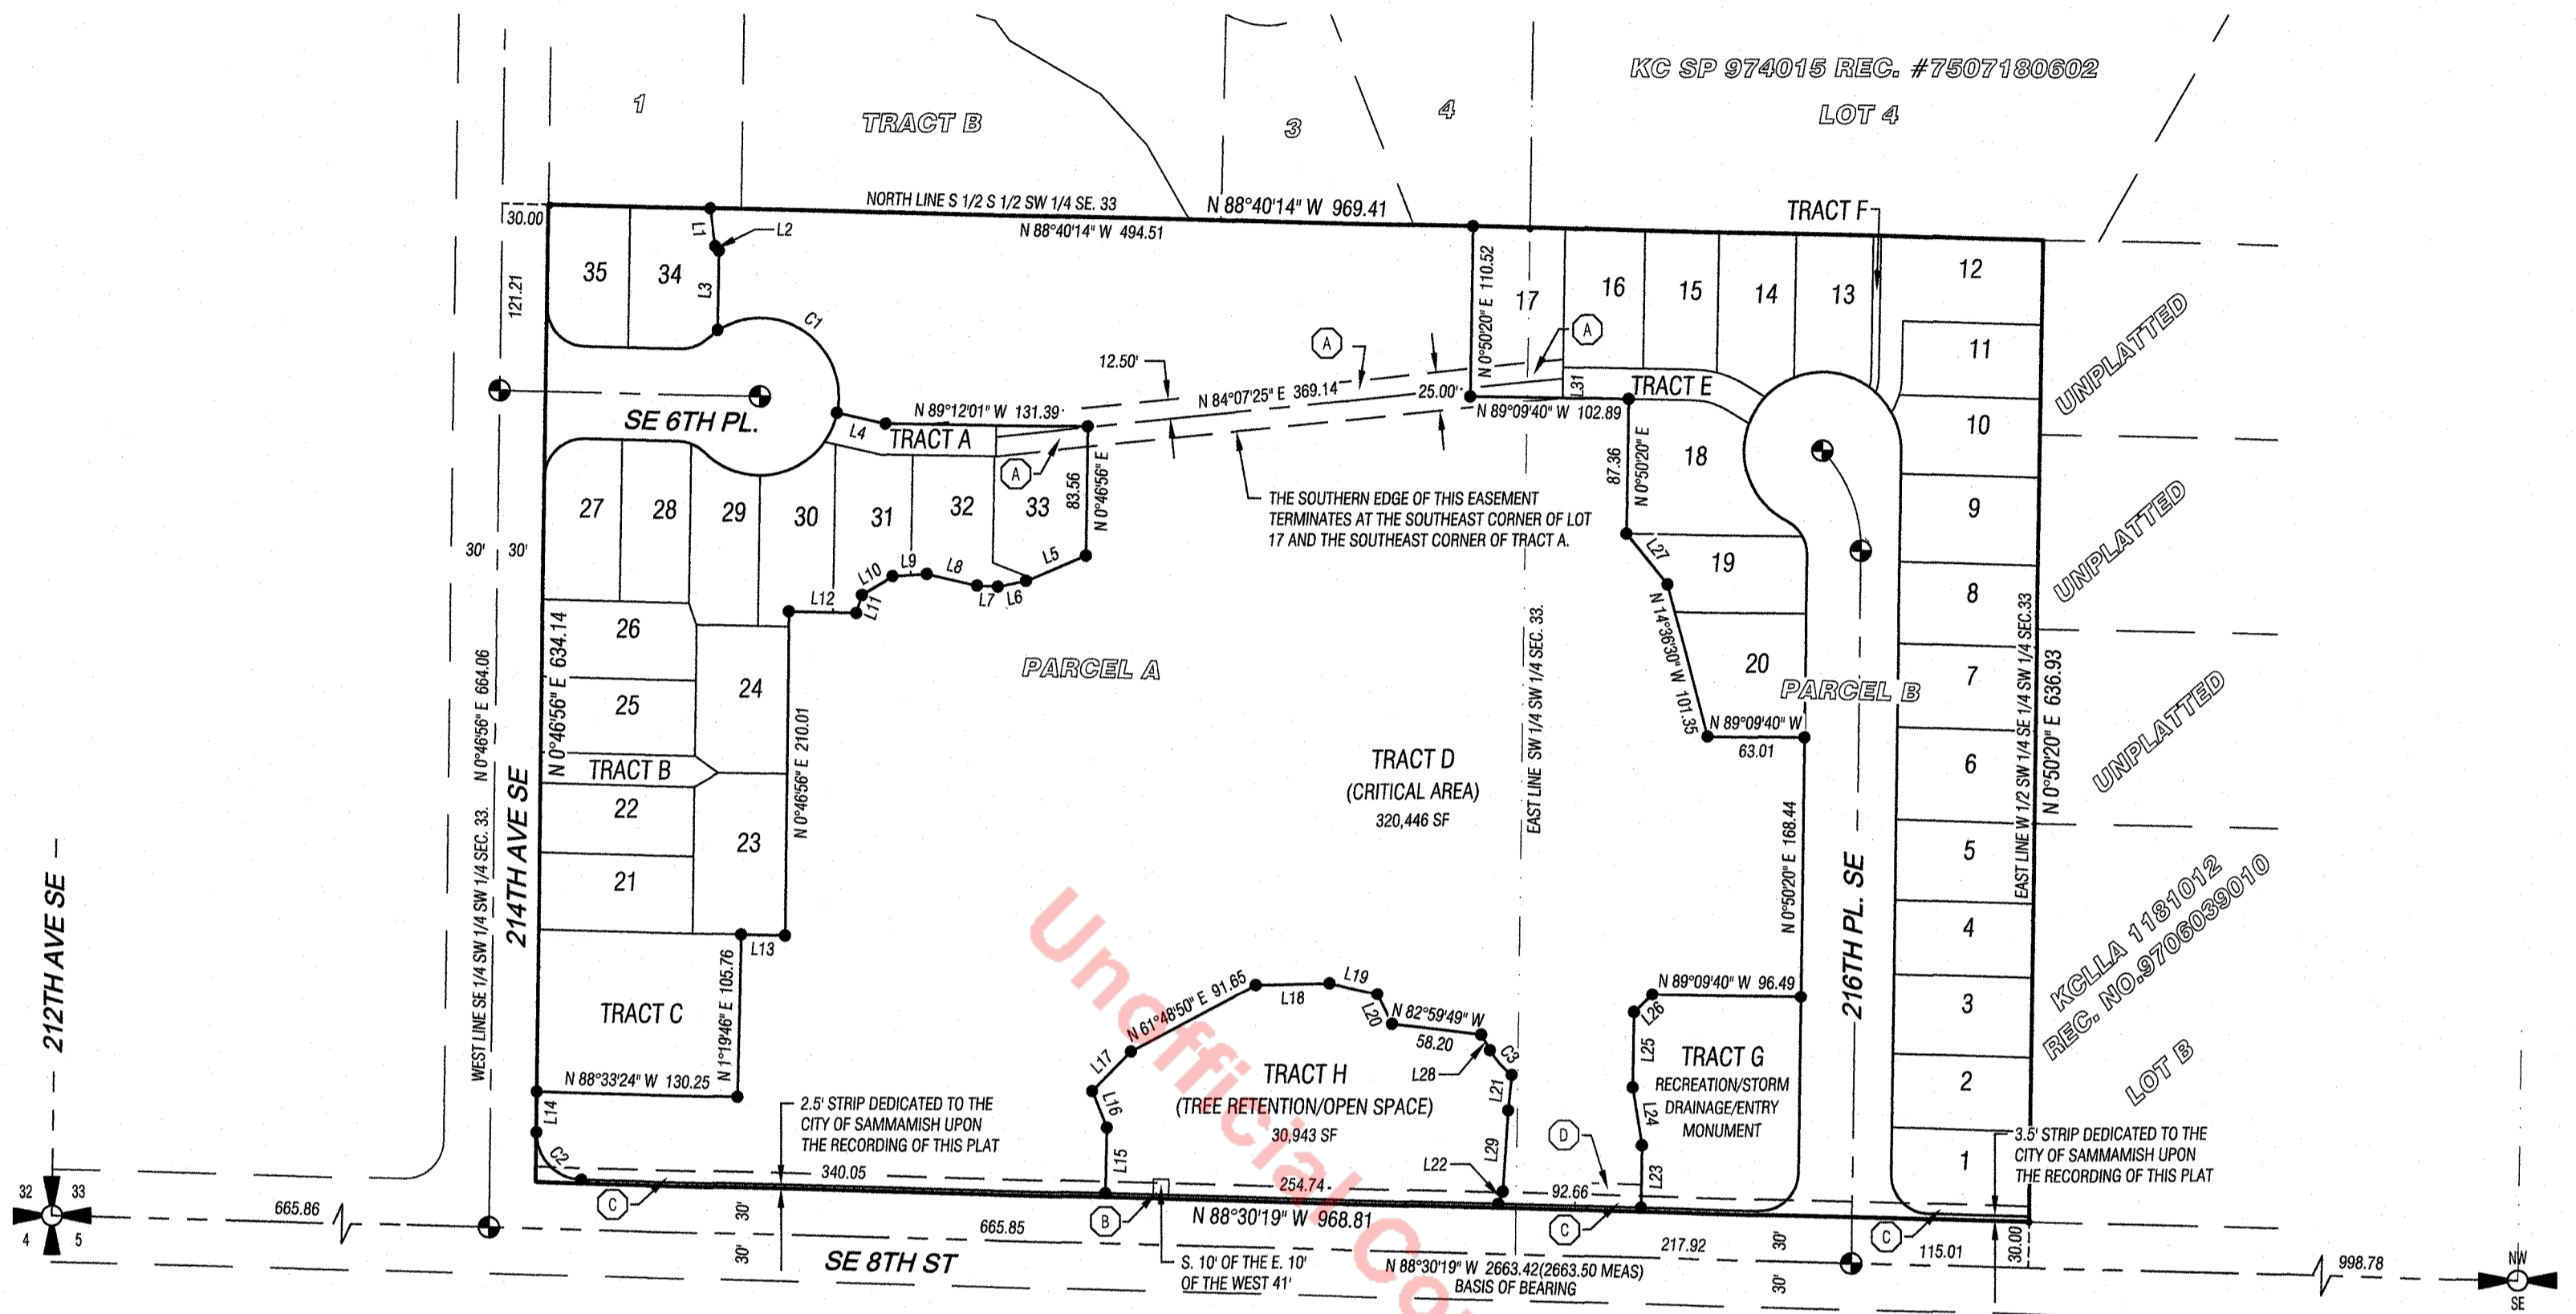 KC SP 974015 REC. #7507180602
LOT 4
1
TRACT B
3
4
NORTH LINE S 1/2 S 1/2 SW 1/4 SE. 33
N 88°40'14" W 969.41
N 88°40'14" W 494.51
TRACT F
30.00
121.21
L1
L2
L3
35
34
C1
SE 6TH PL.
N 0°50'20" E 110.52
17
16
15
14
13
12
11
10
9
8
7
6
5
4
3
2
1
UNPLATTED
UNPLATTED
UNPLATTED
12.50'
A
A
N 84°07'25" E 369.14
25.00'
L31
TRACT E
N 89°09'40" W 102.89
N 89°12'01" W 131.39
L4
TRACT A
A
83.56
N 0°46'56" E
87.36
N 0°50'20" E
18
THE SOUTHERN EDGE OF THIS EASEMENT
TERMINATES AT THE SOUTHEAST CORNER OF LOT
17 AND THE SOUTHEAST CORNER OF TRACT A.
27
28
29
30
31
32
33
30'
30'
L5
L6
L7
L8
L9
L10
L11
L12
L27
19
N 14°36'30" W 101.35
20
PARCEL B
N 89°09'40" W
63.01
26
25
24
TRACT B
22
23
21
N 0°46'56" E 634.14
N 0°46'56" E 664.06
WEST LINE SE 1/4 SW 1/4 SW 1/4 SEC. 33.
214TH AVE SE
212TH AVE SE
N 0°46'56" E 210.01
PARCEL A
TRACT D
(CRITICAL AREA)
320,446 SF
EAST LINE SW 1/4 SW 1/4 SEC. 33.
N 0°50'20" E 168.44
216TH PL. SE
EAST LINE W 1/2 SW 1/4 SE 1/4 SW 1/4 SEC.33
N 0°50'20" E 636.93
KCLLA 1181012
REC. NO.9706039010
LOT B
L13
N 1°19'46" E 105.76
TRACT C
N 88°33'24" W 130.25
L14
C2
N 61°48'50" E 91.65
L18
L19
L20
N 82°59'49" W
58.20
C3
L28
L17
L16
L15
L21
L29
L22
TRACT H
(TREE RETENTION/OPEN SPACE)
30,943 SF
N 89°09'40" W 96.49
L26
L25
L24
L23
TRACT G
RECREATION/STORM
DRAINAGE/ENTRY
MONUMENT
D
2.5' STRIP DEDICATED TO THE
CITY OF SAMMAMISH UPON
THE RECORDING OF THIS PLAT
3.5' STRIP DEDICATED TO THE
CITY OF SAMMAMISH UPON
THE RECORDING OF THIS PLAT
340.05
254.74
92.66
C
B
C
C
N 88°30'19" W 968.81
32
33
4
5
665.86
665.85
30'
30'
SE 8TH ST
S. 10' OF THE E. 10'
OF THE WEST 41'
N 88°30'19" W 2663.42(2663.50 MEAS)
BASIS OF BEARING
217.92
30'
30'
115.01
30.00
998.78
NW
SE
Unofficial Co